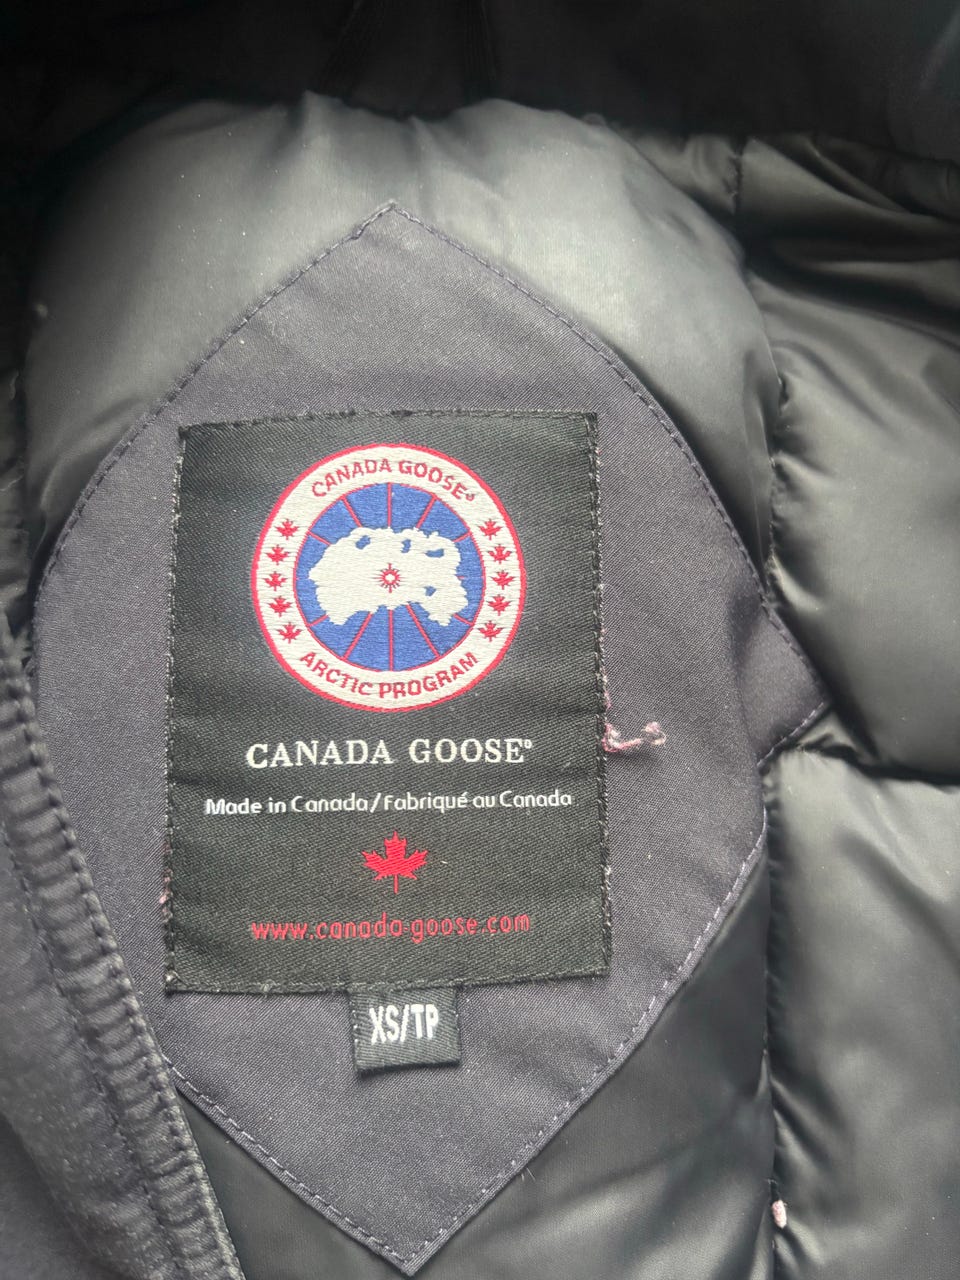 CANADA GOOSE®
ARCTIC PROGRAM
CANADA GOOSE®
Made in Canada/Fabriqué au Canada
www.canada-goose.com
XS/TP